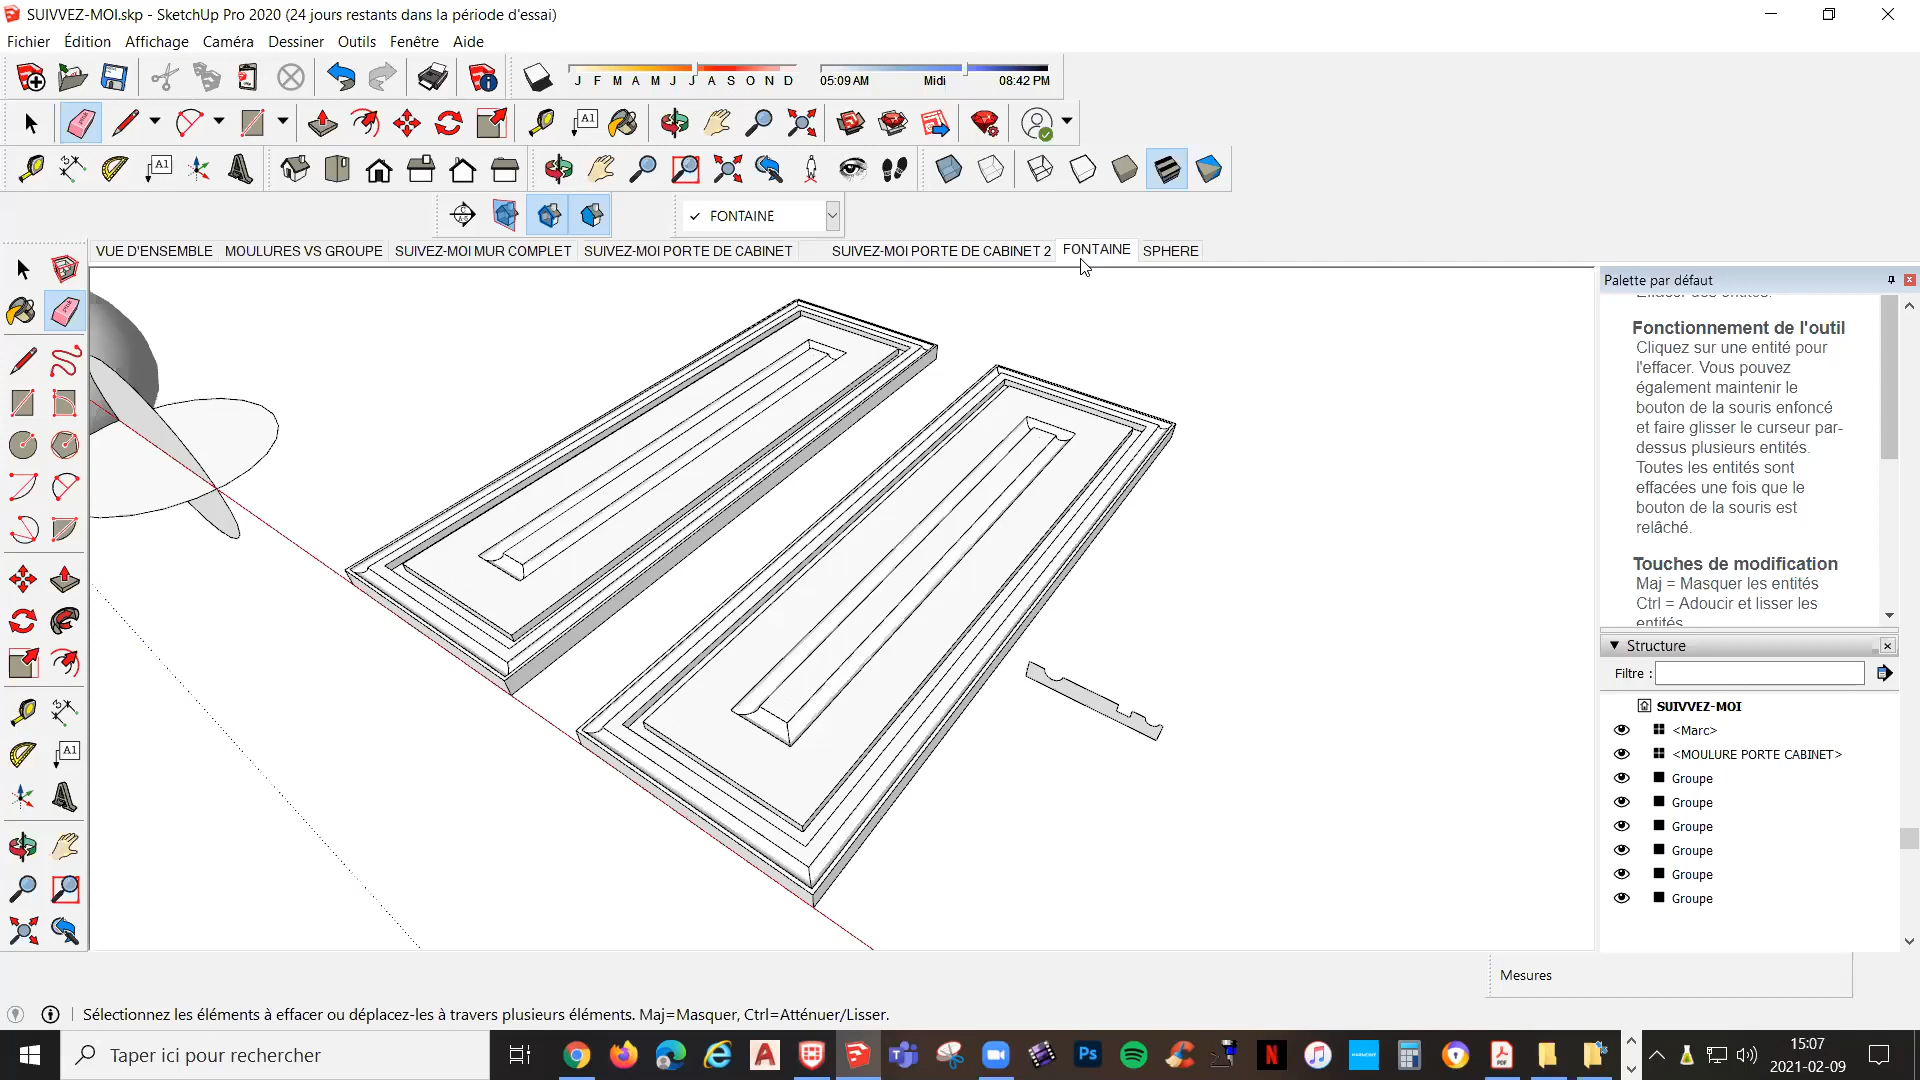 SUIVVEZ-MOI.skp - SketchUp Pro 2020 (24 jours restants dans la période d'essai)
Fichier Édition Affichage Caméra Dessiner Outils Fenêtre Aide
J F M A M J J A S O N D 05:09 AM Midi 08:42 PM
A1
A1
FONTAINE
VUE D'ENSEMBLE MOULURES VS GROUPE SUIVEZ-MOI MUR COMPLET SUIVEZ-MOI PORTE DE CABINET SUIVEZ-MOI PORTE DE CABINET 2 FONTAINE SPHERE
Palette par défaut
Effacer des entités.
Fonctionnement de l'outil
Cliquez sur une entité pour
l'effacer. Vous pouvez
également maintenir le
bouton de la souris enfoncé
et faire glisser le curseur par-
dessus plusieurs entités.
Toutes les entités sont
effacées une fois que le
bouton de la souris est
relâché.
Touches de modification
Maj = Masquer les entités
Ctrl = Adoucir et lisser les
entités
Structure
Filtre :
SUIVVEZ-MOI
<Marc>
<MOULURE PORTE CABINET>
Groupe
Groupe
Groupe
Groupe
Groupe
Groupe
A1
Mesures
Sélectionnez les éléments à effacer ou déplacez-les à travers plusieurs éléments. Maj=Masquer, Ctrl=Atténuer/Lisser.
Taper ici pour rechercher
15:07
2021-02-09